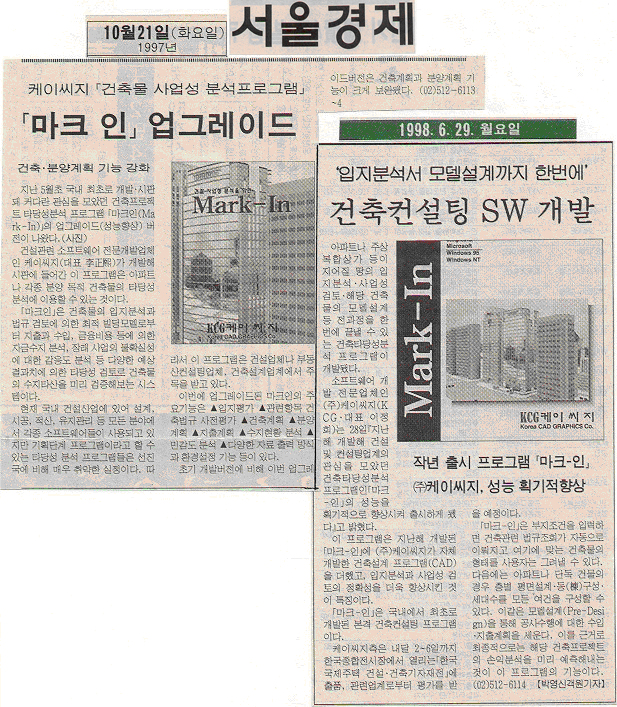 10월21일(화요일)
1997년
서울경제
케이씨지「건축물 사업성 분석프로그램」
「마크 인」업그레이드
건축·분양계획 기능 강화
지난 5월초 국내 최초로 개발·시판
돼 커다란 관심을 모았던 건축프로젝
트 타당성분석 프로그램「마크인(Ma
rk-In)」의 업그레이드(성능향상) 버
전이 나왔다.(사진)
건설관련 소프트웨어 전문개발업체
인 케이씨지(대표 李正熙)가 개발해
시판에 들어간 이 프로그램은 아파트
나 각종 분양 목적 건축물의 타당성
분석에 이용할 수 있는 것이다.
「마크인」은 건축물의 입지분석과
법규 검토에 의한 최적 빌딩모델로부
터 지출과 수입, 금융비용 등에 의한
자금수지 분석, 장래 사업의 불확실성
에 대한 감응도 분석 등 다양한 예상
결과치에 의한 타당성 검토로 건축물
의 수지타산을 미리 검증해보는 시스
템이다.
현재 국내 건설산업에 있어 설계,
시공, 적산, 유지관리 등 모든 분야에
서 각종 소프트웨어들이 사용되고 있
지만 기획단계 프로그램이라고 할 수
있는 타당성 분석 프로그램들은 선진
국에 비해 매우 취약한 실정이다. 따
건축·사업성 분석을 위한
Mark-In
KCG케이씨지
Korea CAD GRAPHICS Co.
라서 이 프로그램은 건설업체나 부동
산컨설팅업체, 건축설계업계에서 주
목을 받고 있다.
이번에 업그레이드된 마크인의 주
요기능은 ▲입지평가 ▲관련항목 건
축법규 사전평가 ▲건축계획 ▲분양
계획 ▲지출계획 ▲수지현황 분석 ▲
민감도 분석 ▲다양한 자료 출력 방식
과 환경설정 기능 등이 있다.
초기 개발버전에 비해 이번 업그레
이드버전은 건축계획과 분양계획 기
능이 크게 보완됐다. (02)512-6113
~4
1998. 6. 29. 월요일
'입지분석서 모델설계까지 한번에'
건축컨설팅 SW 개발
아파트나 주상
복합상가 등이
지어질 땅의 입
지분석·사업성
검토·해당 건축
물의 모델설계
등 전과정을 한
번에 끝낼 수 있
는 건축타당성분
석 프로그램이
개발됐다.
소프트웨어 개
발 전문업체인
(주)케이씨지(K
CG·대표 이정
희)는 28일「지난
해 개발해 건설
및 컨설팅업계의
관심을 모았던
건축타당성분석
프로그램인「마크
-인」의 성능을
획기적으로 향상시켜 출시하게 됐
다」고 밝혔다.
이 프로그램은 지난해 개발된
「마크-인」에 (주)케이씨지가 자체
개발한 건축설계 프로그램(CAD)
을 더했고, 입지분석과 사업성 검
토의 정확성을 더욱 향상시킨 것
이 특징이다.
「마크-인」은 국내에서 최초로
개발된 본격 건축컨설팅 프로그램
이다.
케이씨지측은 내달 2~6일까지
한국종합전시장에서 열리는「한국
국제주택 건설·건축기자재전」에
출품, 관련업계로부터 평가를 받
Mark-In
Microsoft
Windows 95
Windows NT
KCG케이씨지
Korea CAD GRAPHICS Co.
작년 출시 프로그램「마크-인」
㈜케이씨지, 성능 획기적향상
을 예정이다.
「마크-인」은 부지조건을 입력하
면 건축관련 법규조회가 자동으로
이뤄지고 여기에 맞는 건축물의
형태를 사용자는 그려낼 수 있다.
다음에는 아파트나 단독 건물의
경우 층별 평면설계·동(棟)구성·
세대수를 모든 여건을 구성할 수
있다. 이같은 모델설계(Pre-Desi
gn)을 통해 공사수행에 대한 수입
·지출계획을 세운다. 이를 근거로
최종적으로는 해당 건축프로젝트
의 손익분석을 미리 예측해내는
것이 이 프로그램의 기능이다.
(02)512-6114 【박영신객원기자】